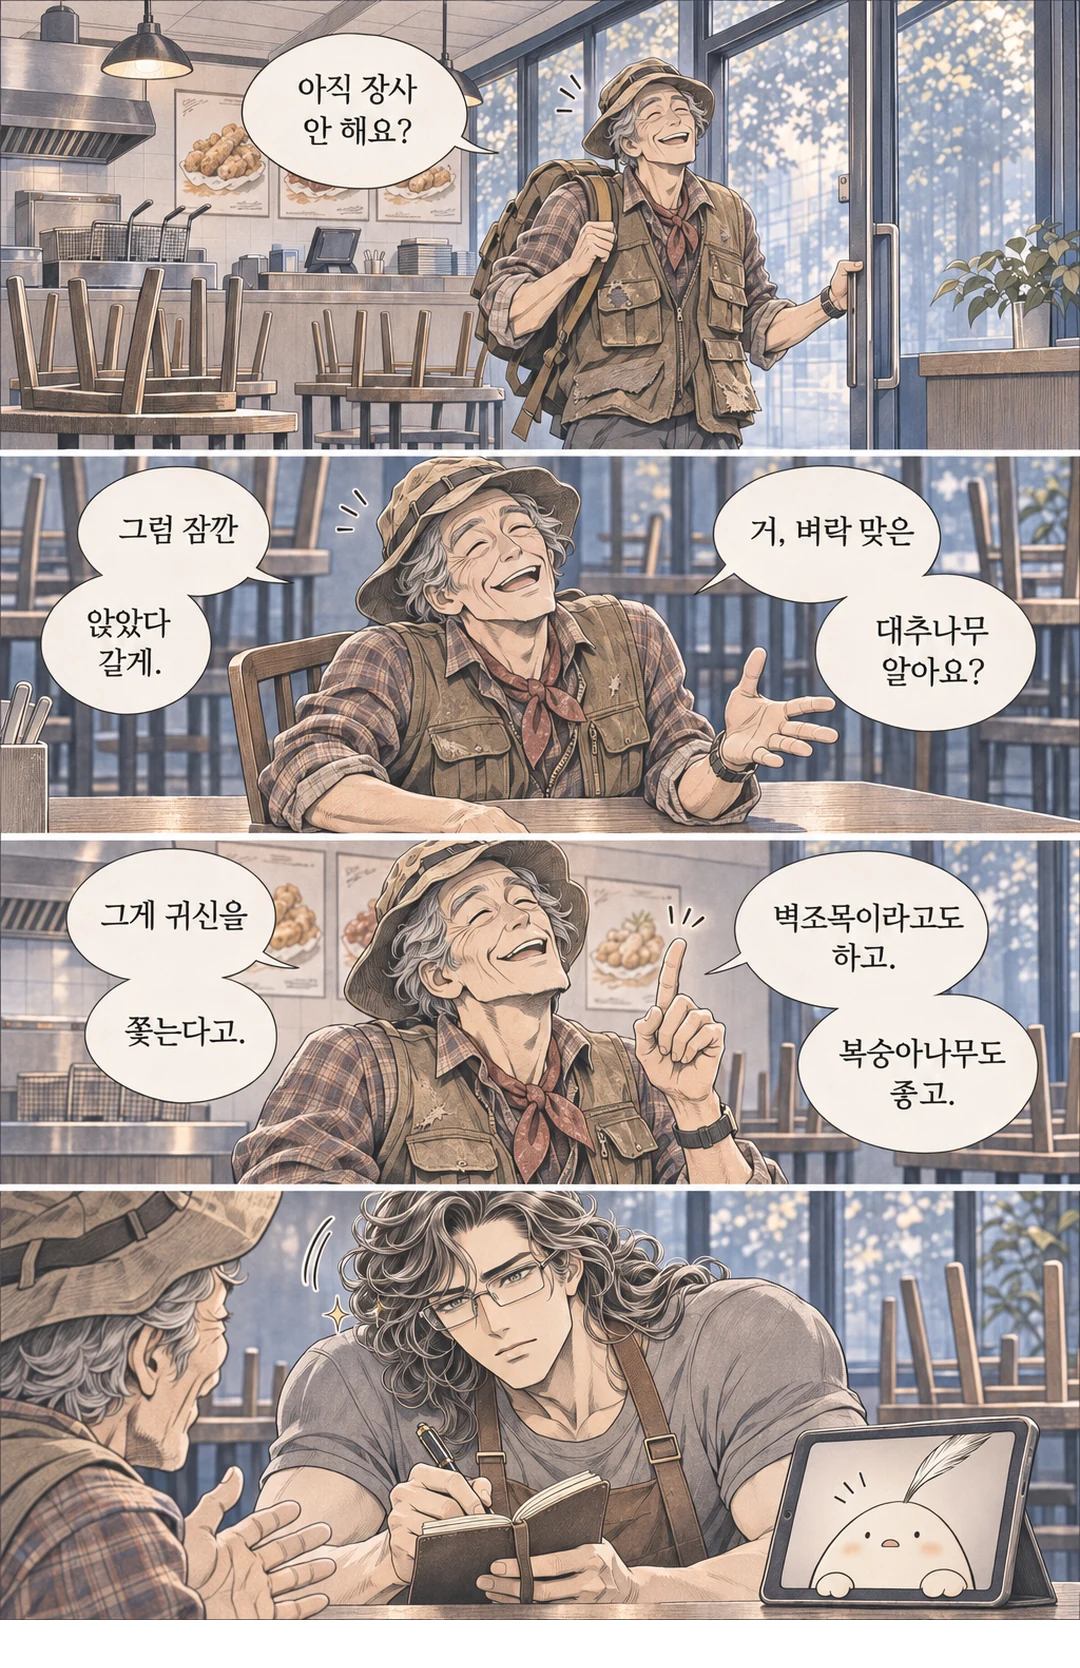 아직 장사
안 해요?
그럼 잠깐
앉았다
갈게.
거, 벼락 맞은
대추나무
알아요?
그게 귀신을
쫓는다고.
벽조목이라고도
하고.
복숭아나무도
좋고.